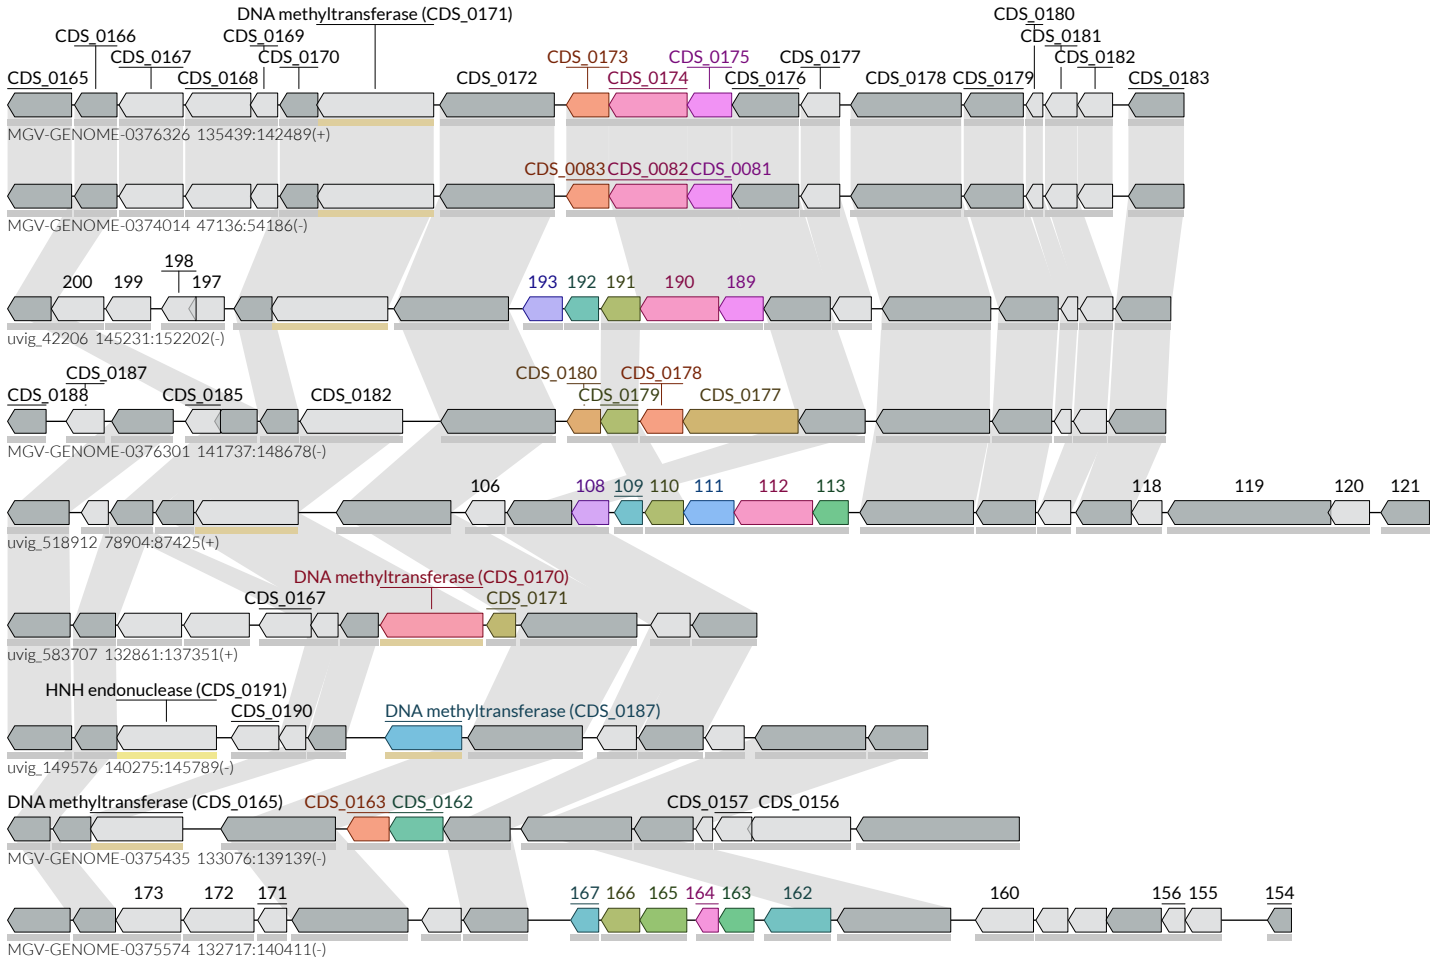 DNA methyltransferase (CDS_0171)
CDS_0180
CDS_0166 CDS_0169 CDS_0181
CDS_0167 CDS_0170 CDS_0173 CDS_0175 CDS_0177 CDS_0182
CDS_0165 CDS_0168 CDS_0172 CDS_0174 CDS_0176 CDS_0178 CDS_0179 CDS_0183
MGV-GENOME-0376326 135439:142489(+)
CDS_0083 CDS_0082 CDS_0081
MGV-GENOME-0374014 47136:54186(-)
198
200 199 197 193 192 191 190 189
uvig_42206 145231:152202(-)
CDS_0187 CDS_0180 CDS_0178
CDS_0188 CDS_0185 CDS_0182 CDS_0179 CDS_0177
MGV-GENOME-0376301 141737:148678(-)
106 108 109 110 111 112 113 118 119 120 121
uvig_518912 78904:87425(+)
DNA methyltransferase (CDS_0170)
CDS_0167 CDS_0171
uvig_583707 132861:137351(+)
HNH endonuclease (CDS_0191)
CDS_0190 DNA methyltransferase (CDS_0187)
uvig_149576 140275:145789(-)
DNA methyltransferase (CDS_0165) CDS_0163 CDS_0162 CDS_0157 CDS_0156
MGV-GENOME-0375435 133076:139139(-)
173 172 171 167 166 165 164 163 162 160 156 155 154
MGV-GENOME-0375574 132717:140411(-)